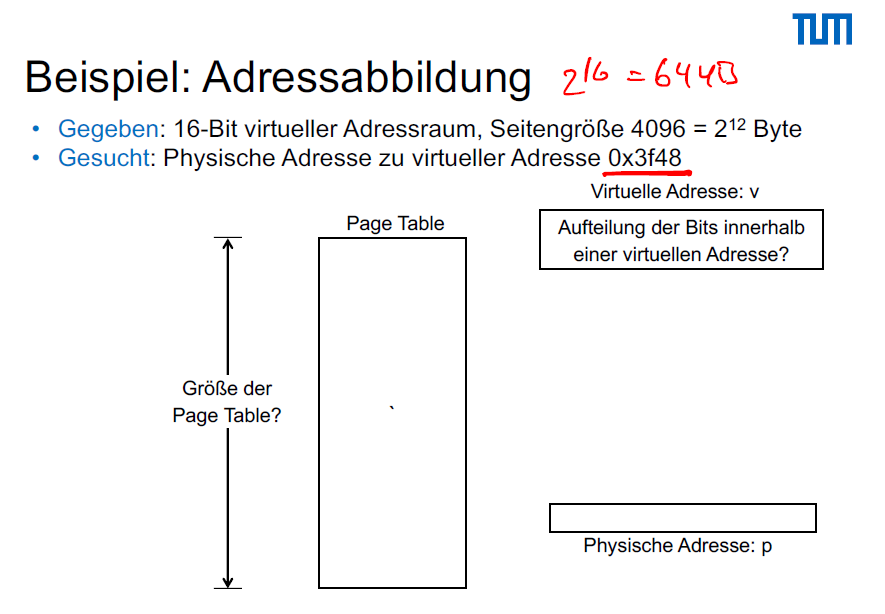 TUM
Beispiel: Adressabbildung 2^16 = 64kB
• Gegeben: 16-Bit virtueller Adressraum, Seitengröße 4096 = 2¹² Byte
• Gesucht: Physische Adresse zu virtueller Adresse 0x3f48
Virtuelle Adresse: v
Page Table
Aufteilung der Bits innerhalb
einer virtuellen Adresse?
Größe der
Page Table?
Physische Adresse: p